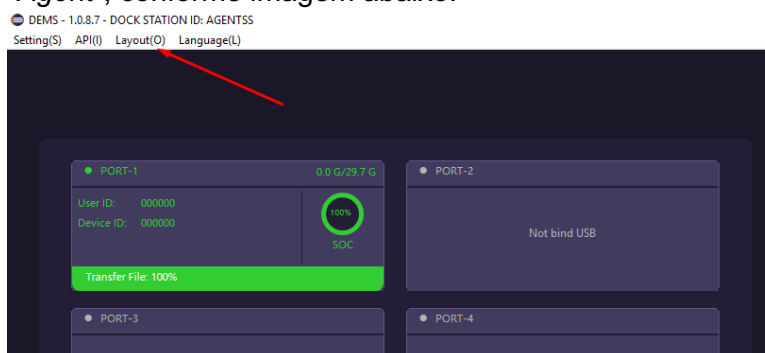 Agent , conforme imagem abaixo.
DEMS - 1.0.8.7 - DOCK STATION ID: AGENTSS
Setting(S) API(I) Layout(O) Language(L)
PORT-1 0.0 G/29.7 G
User ID: 000000
Device ID: 000000
100%
SOC
Transfer File: 100%
PORT-2
Not bind USB
PORT-3
PORT-4